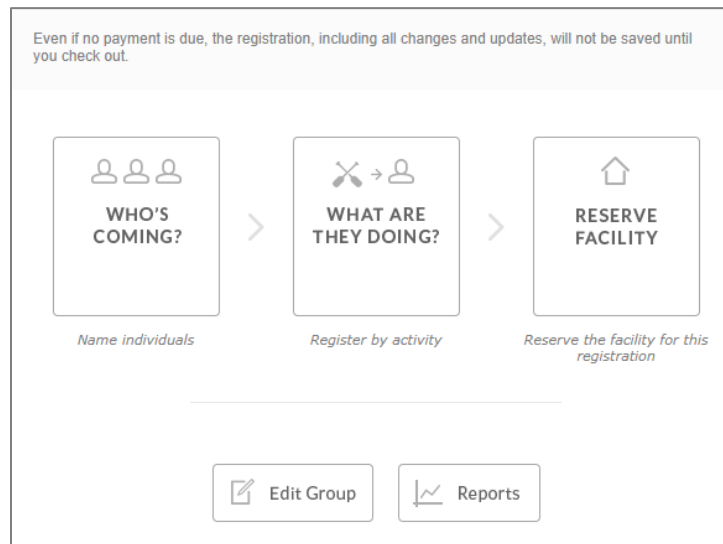 Even if no payment is due, the registration, including all changes and updates, will not be saved until
you check out.
WHO'S
COMING?
WHAT ARE
THEY DOING?
RESERVE
FACILITY
Name individuals
Register by activity
Reserve the facility for this
registration
Edit Group
Reports